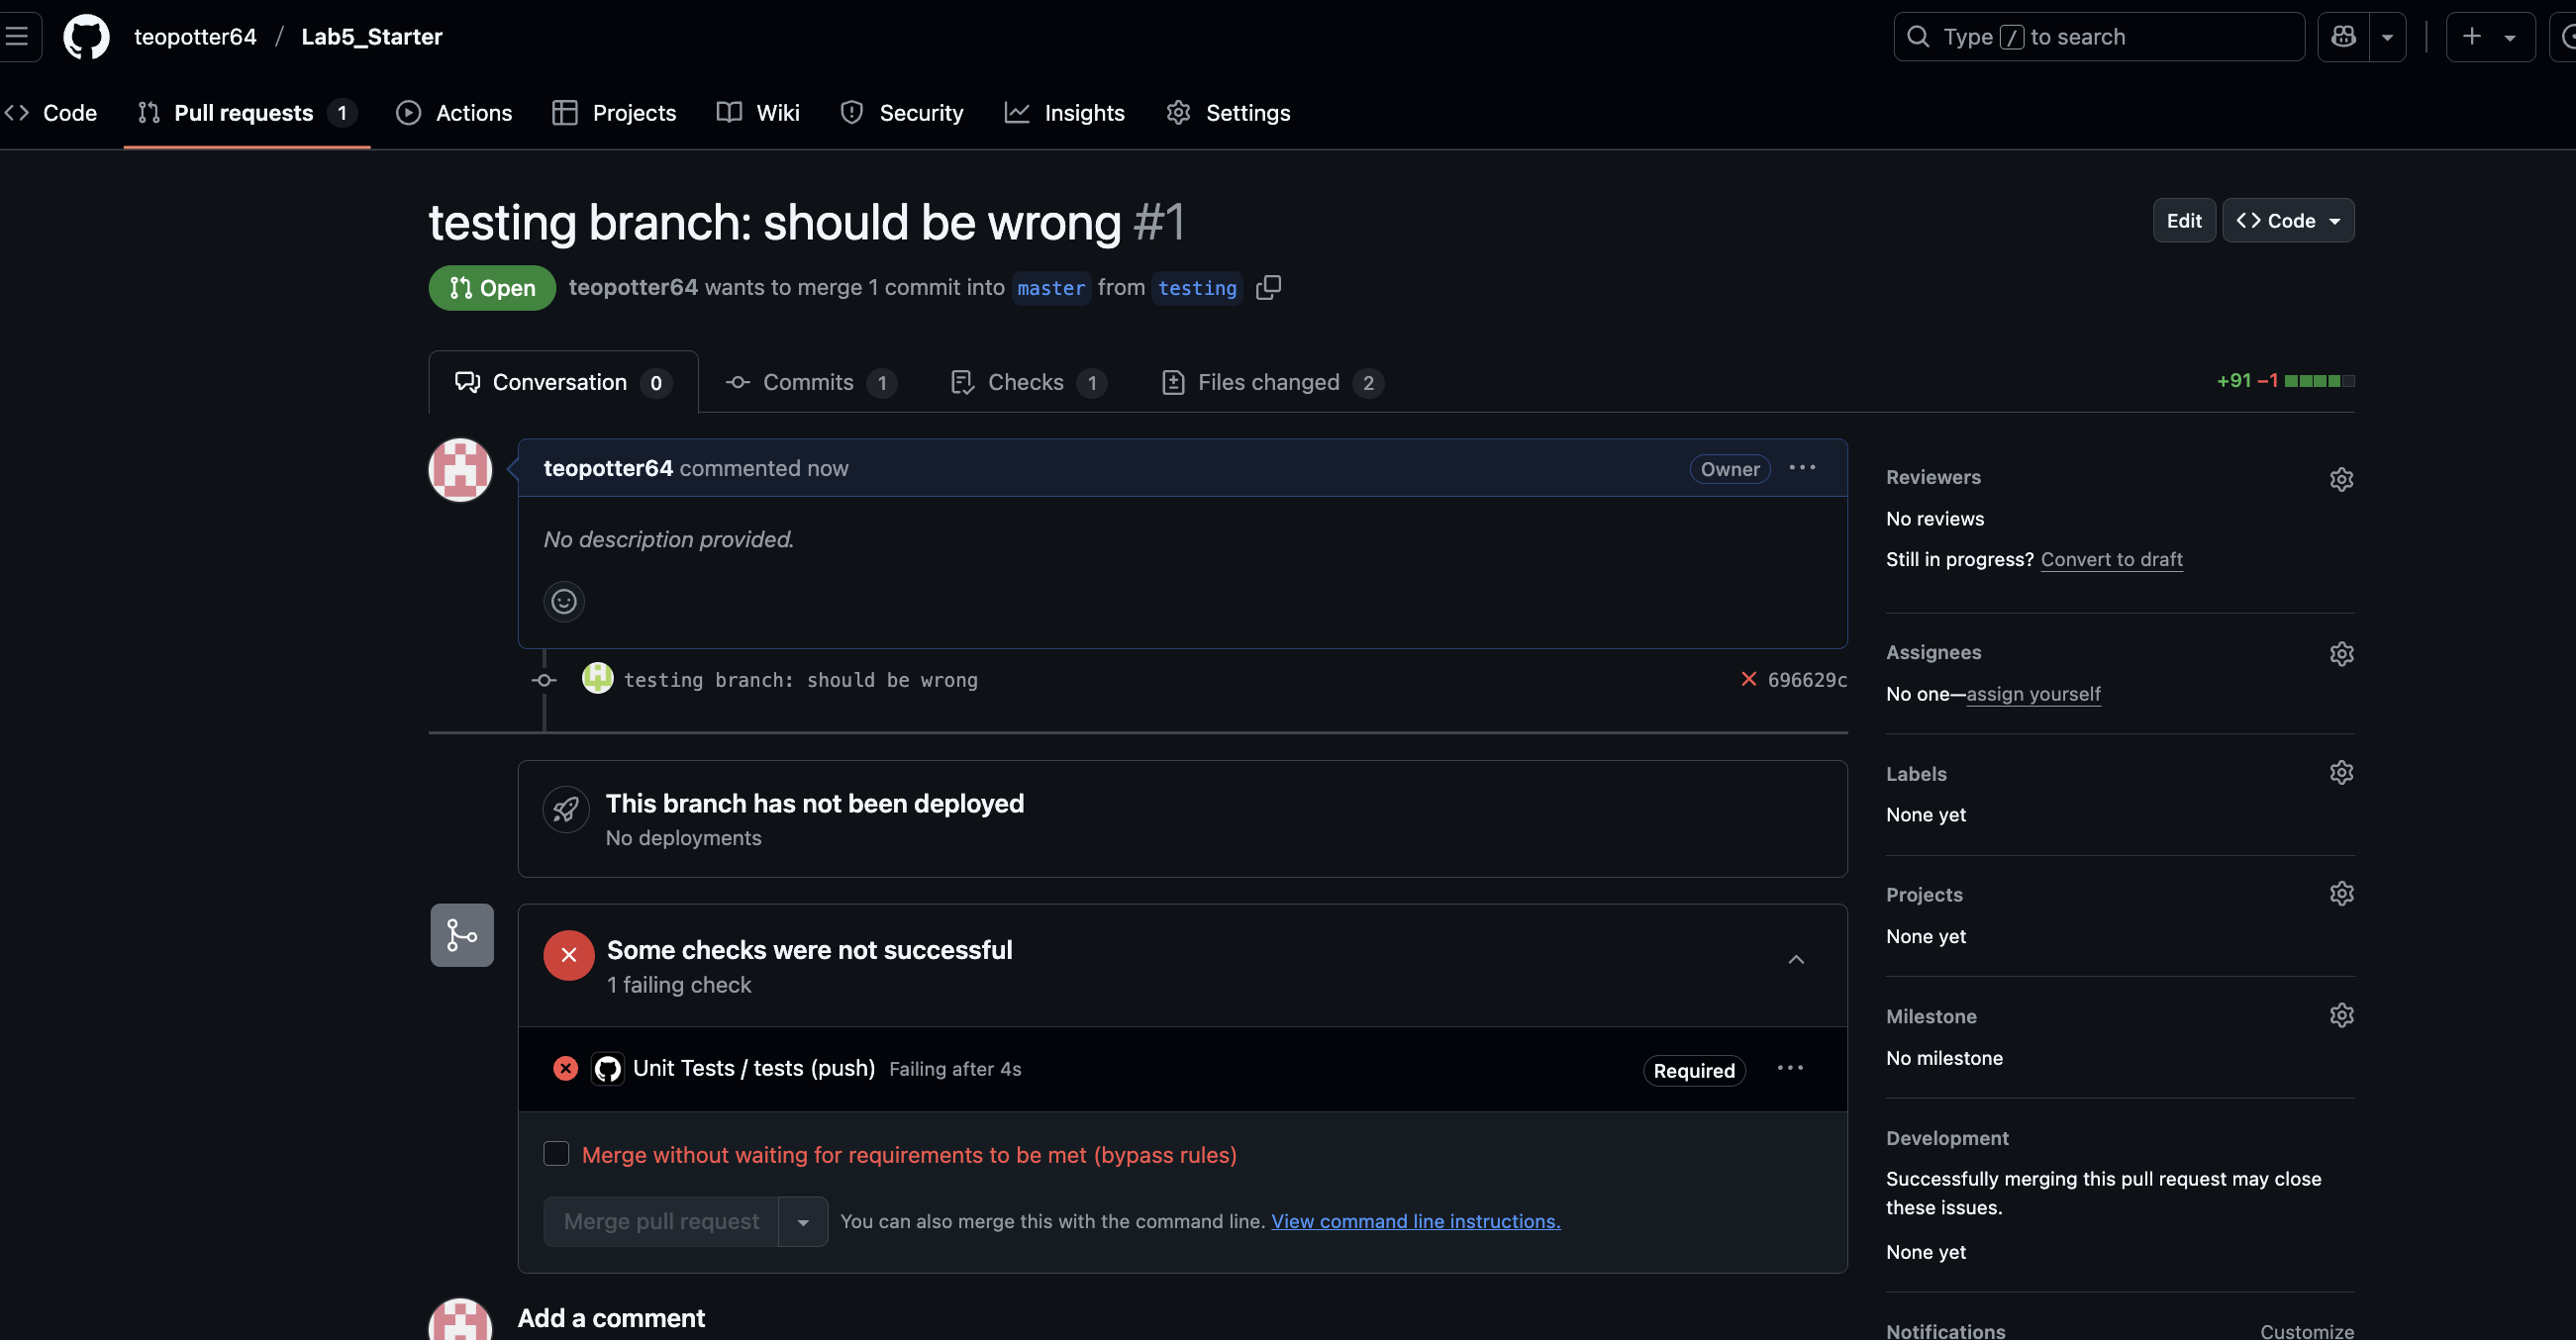 teopotter64 / Lab5_Starter
Type / to search
Code
Pull requests 1
Actions
Projects
Wiki
Security
Insights
Settings
testing branch: should be wrong #1
Edit
Code
Open
teopotter64 wants to merge 1 commit into master from testing
Conversation 0
Commits 1
Checks 1
Files changed 2
+91 −1
teopotter64 commented now
Owner
No description provided.
testing branch: should be wrong
696629c
This branch has not been deployed
No deployments
Some checks were not successful
1 failing check
Unit Tests / tests (push) Failing after 4s
Required
Merge without waiting for requirements to be met (bypass rules)
Merge pull request
You can also merge this with the command line. View command line instructions.
Add a comment
Reviewers
No reviews
Still in progress? Convert to draft
Assignees
No one—assign yourself
Labels
None yet
Projects
None yet
Milestone
No milestone
Development
Successfully merging this pull request may close
these issues.
None yet
Notifications
Customize